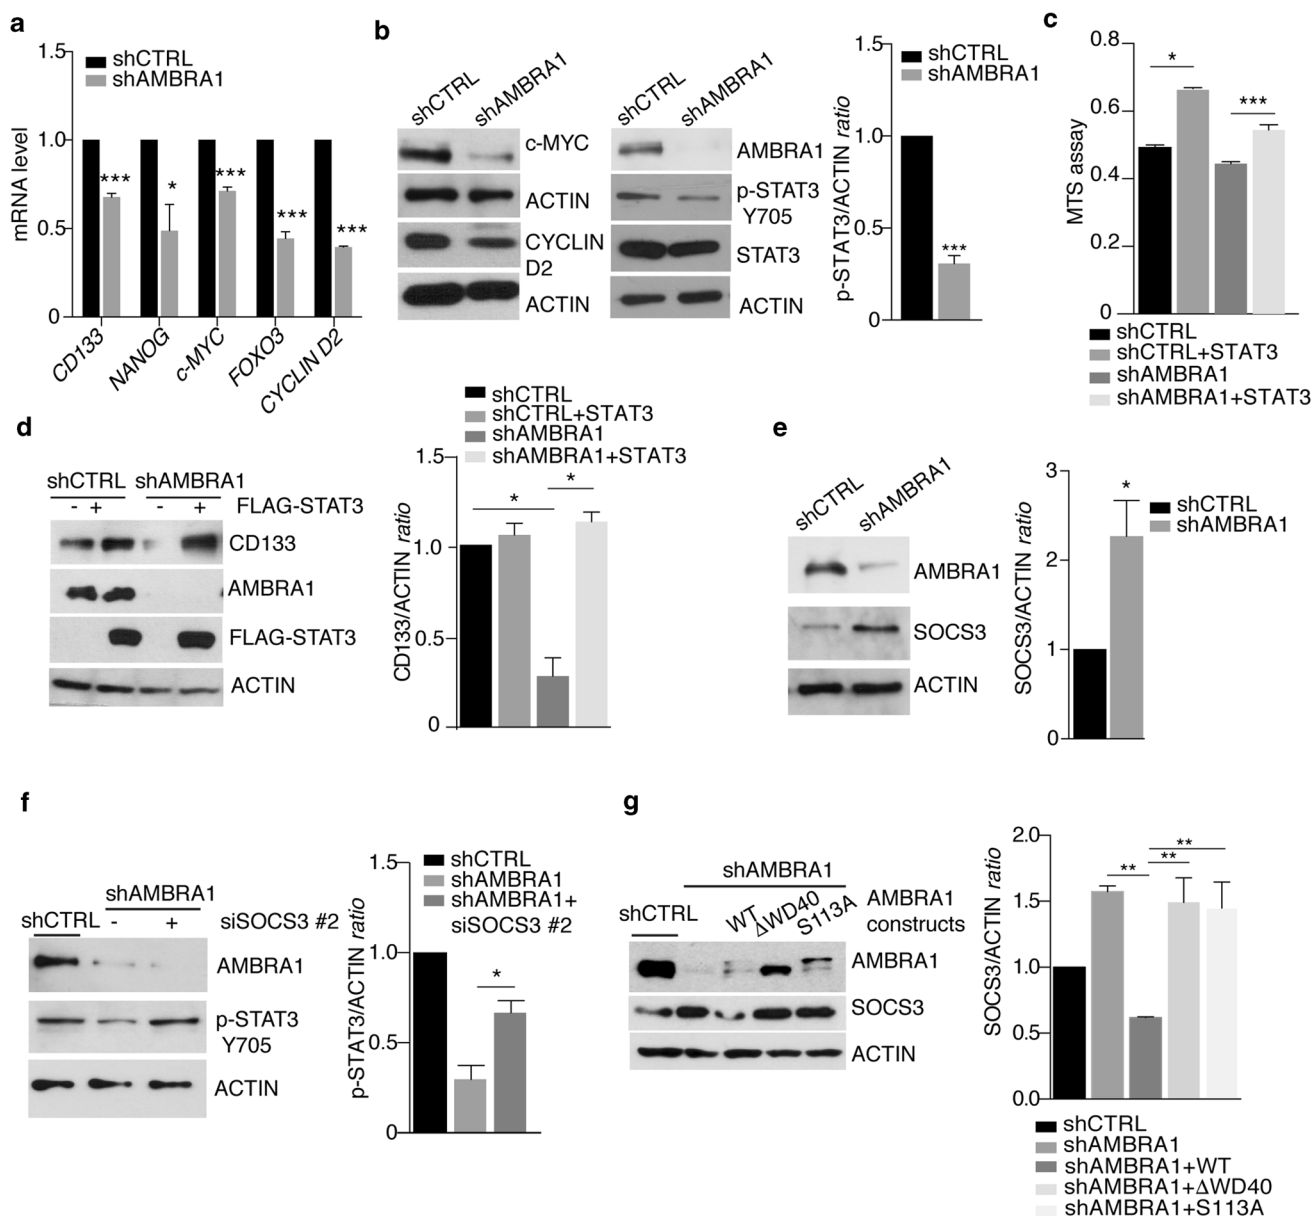 a
1.5
1.0
0.5
0
mRNA level
shCTRL
shAMBRA1
***
*
***
***
***
CD133
NANOG
c-MYC
FOXO3
CYCLIN D2
b
shCTRL
shAMBRA1
c-MYC
ACTIN
CYCLIN
D2
ACTIN
shCTRL
shAMBRA1
AMBRA1
p-STAT3
Y705
STAT3
ACTIN
p-STAT3/ACTIN ratio
1.5
1.0
0.5
0
shCTRL
shAMBRA1
***
c
MTS assay
0.8
0.6
0.4
0.2
0
*
***
shCTRL
shCTRL+STAT3
shAMBRA1
shAMBRA1+STAT3
d
shCTRL
shAMBRA1
- + - + FLAG-STAT3
CD133
AMBRA1
FLAG-STAT3
ACTIN
shCTRL
shCTRL+STAT3
shAMBRA1
shAMBRA1+STAT3
CD133/ACTIN ratio
1.5
1.0
0.5
0
*
*
e
shCTRL
shAMBRA1
AMBRA1
SOCS3
ACTIN
SOCS3/ACTIN ratio
3
2
1
0
*
shCTRL
shAMBRA1
f
shAMBRA1
shCTRL - + siSOCS3 #2
AMBRA1
p-STAT3
Y705
ACTIN
p-STAT3/ACTIN ratio
1.5
1.0
0.5
0
shCTRL
shAMBRA1
shAMBRA1+
siSOCS3 #2
*
g
shAMBRA1
shCTRL
WT
ΔWD40
S113A
AMBRA1
constructs
AMBRA1
SOCS3
ACTIN
SOCS3/ACTIN ratio
2.0
1.5
1.0
0.5
0.0
**
**
**
shCTRL
shAMBRA1
shAMBRA1+WT
shAMBRA1+ΔWD40
shAMBRA1+S113A